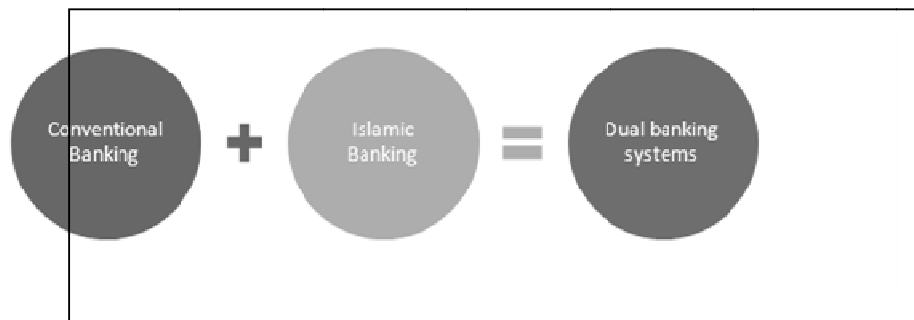 Conventional
Banking
+
Islamic
Banking
=
Dual banking
systems